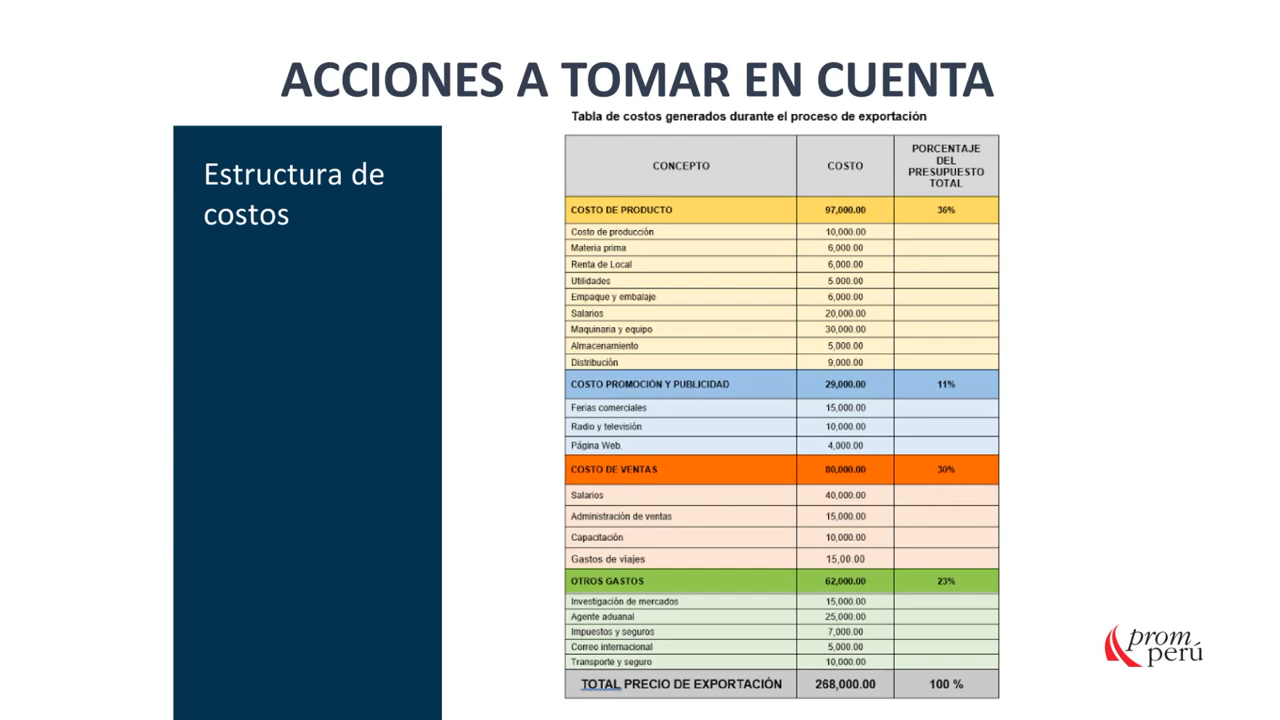 ACCIONES A TOMAR EN CUENTA
Estructura de
costos
Tabla de costos generados durante el proceso de exportación
CONCEPTO COSTO PORCENTAJE
DEL
PRESUPUESTO
TOTAL
COSTO DE PRODUCTO 97,000.00 36%
Costo de producción 10,000.00
Materia prima 6,000.00
Renta de Local 6,000.00
Utilidades 5.000.00
Empaque y embalaje 6,000.00
Salarios 20,000.00
Maquinaria y equipo 30,000.00
Almacenamiento 5,000.00
Distribución 9,000.00
COSTO PROMOCIÓN Y PUBLICIDAD 29,000.00 11%
Ferias comerciales 15,000.00
Radio y televisión 10,000.00
Página Web. 4,000.00
COSTO DE VENTAS 80,000.00 30%
Salarios 40,000.00
Administración de ventas 15,000.00
Capacitación 10,000.00
Gastos de viajes 15,00.00
OTROS GASTOS 62,000.00 23%
Investigación de mercados 15,000.00
Agente aduanal 25,000.00
Impuestos y seguros 7,000.00
Correo internacional 5,000.00
Transporte y seguro 10,000.00
TOTAL PRECIO DE EXPORTACIÓN 268,000.00 100 %
prom
perú